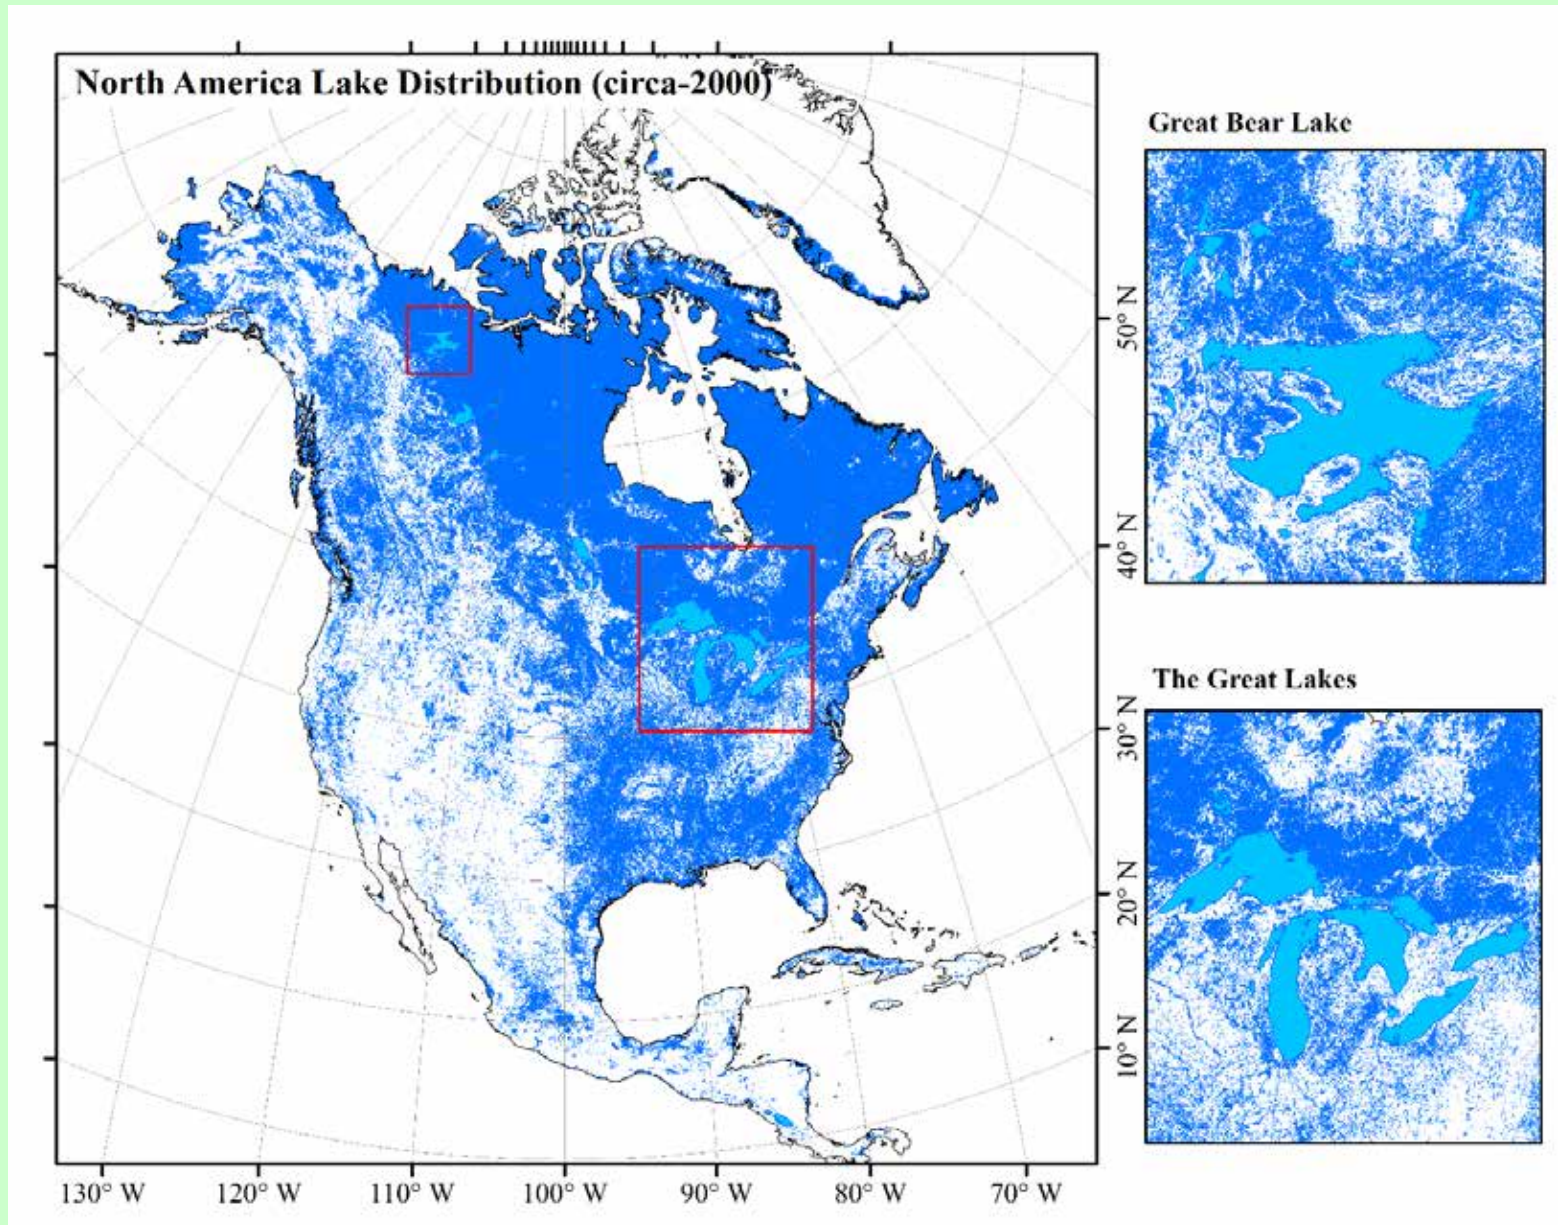 North America Lake Distribution (circa-2000)
Great Bear Lake
The Great Lakes
50° N
40° N
30° N
20° N
10° N
130° W
120° W
110° W
100° W
90° W
80° W
70° W